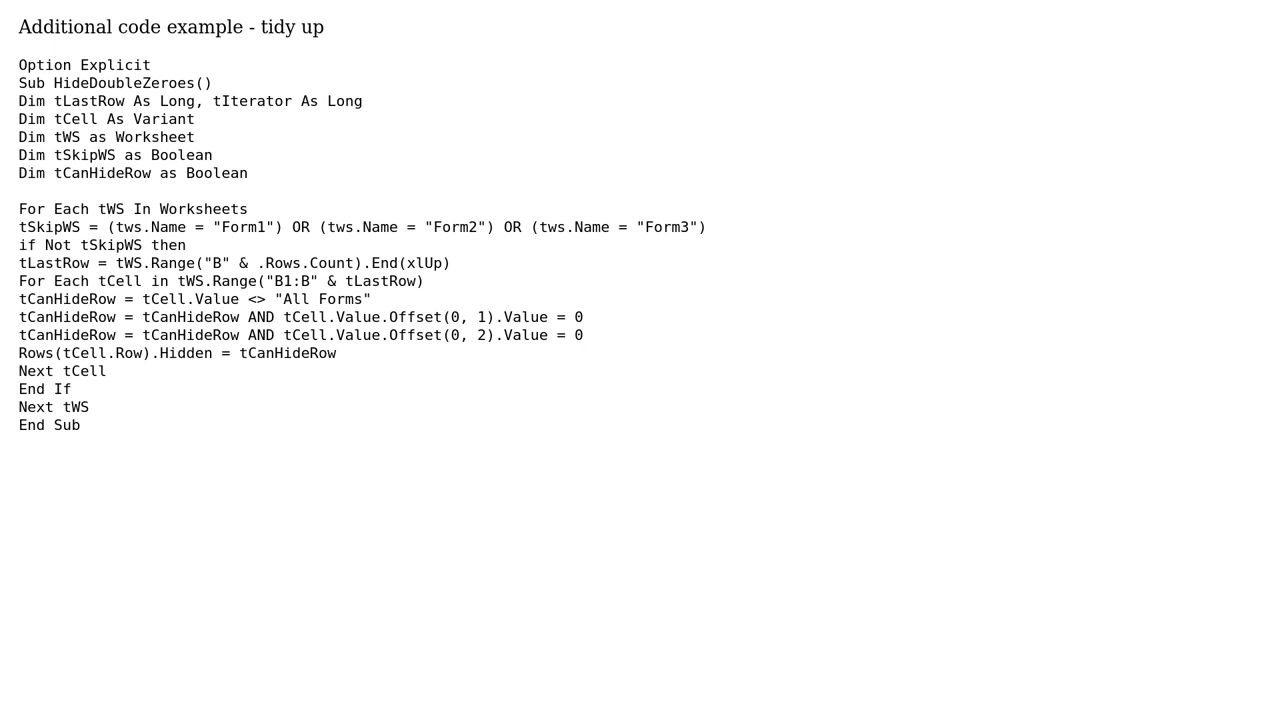 Additional code example - tidy up
Option Explicit
Sub HideDoubleZeroes()
Dim tLastRow As Long, tIterator As Long
Dim tCell As Variant
Dim tWS as Worksheet
Dim tSkipWS as Boolean
Dim tCanHideRow as Boolean
For Each tWS In Worksheets
tSkipWS = (tws.Name = "Form1") OR (tws.Name = "Form2") OR (tws.Name = "Form3")
if Not tSkipWS then
tLastRow = tWS.Range("B" & .Rows.Count).End(xlUp)
For Each tCell in tWS.Range("B1:B" & tLastRow)
tCanHideRow = tCell.Value <> "All Forms"
tCanHideRow = tCanHideRow AND tCell.Value.Offset(0, 1).Value = 0
tCanHideRow = tCanHideRow AND tCell.Value.Offset(0, 2).Value = 0
Rows(tCell.Row).Hidden = tCanHideRow
Next tCell
End If
Next tWS
End Sub